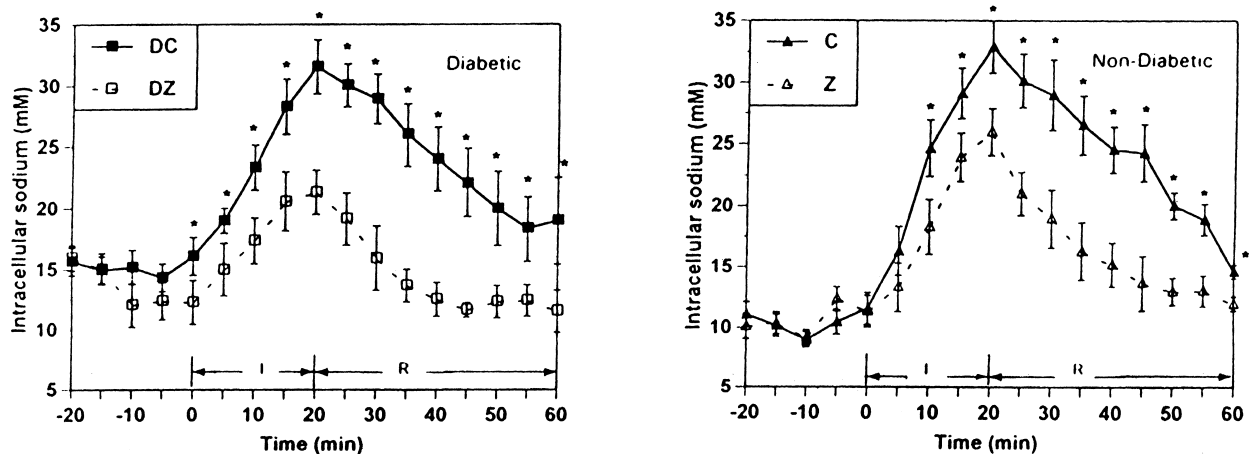 35
30
25
20
15
10
5
Intracellular sodium (mM)
DC
DZ
Diabetic
* * * * * * * * * * * * *
I R
-20 -10 0 10 20 30 40 50 60
Time (min)
35
30
25
20
15
10
5
Intracellular sodium (mM)
C
Z
Non-Diabetic
* * * * * * * * * * *
I R
-20 -10 0 10 20 30 40 50 60
Time (min)